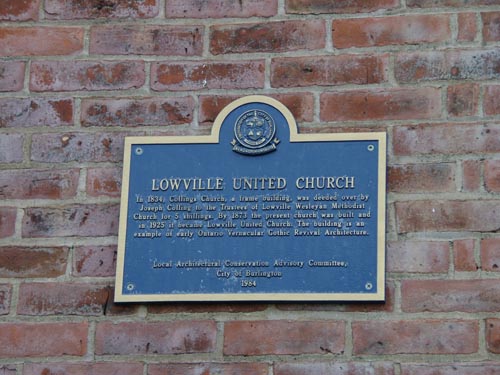 LOWVILLE UNITED CHURCH
In 1834, Collings Church, a frame building, was deeded over by
Joseph Colling to the Trustees of Lowville Wesleyan Methodist
Church for 5 shillings. By 1873 the present church was built and
in 1925 it became Lowville United Church. The building is an
example of early Ontario Vernacular Gothic Revival Architecture.
Local Architectural Conservation Advisory Committee,
City of Burlington
1984